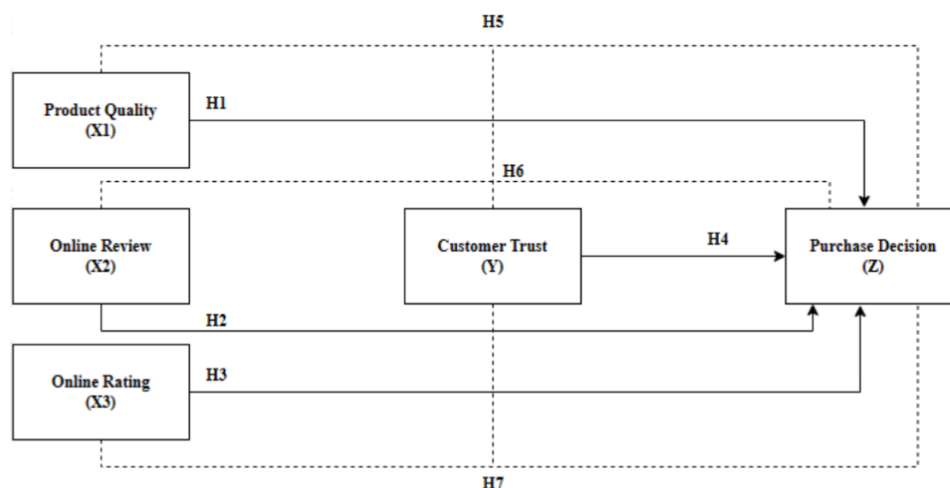 H5
Product Quality
(X1)
H1
H6
Online Review
(X2)
Customer Trust
(Y)
H4
Purchase Decision
(Z)
H2
Online Rating
(X3)
H3
H7